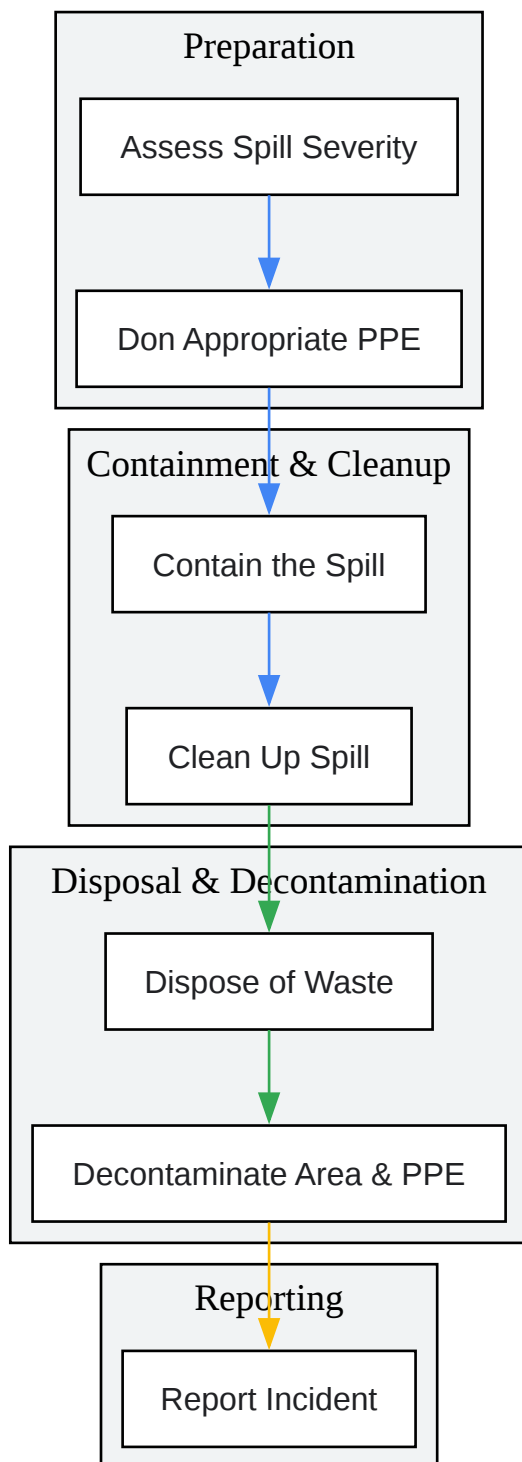 Preparation
Assess Spill Severity
Don Appropriate PPE
Containment & Cleanup
Contain the Spill
Clean Up Spill
Disposal & Decontamination
Dispose of Waste
Decontaminate Area & PPE
Reporting
Report Incident